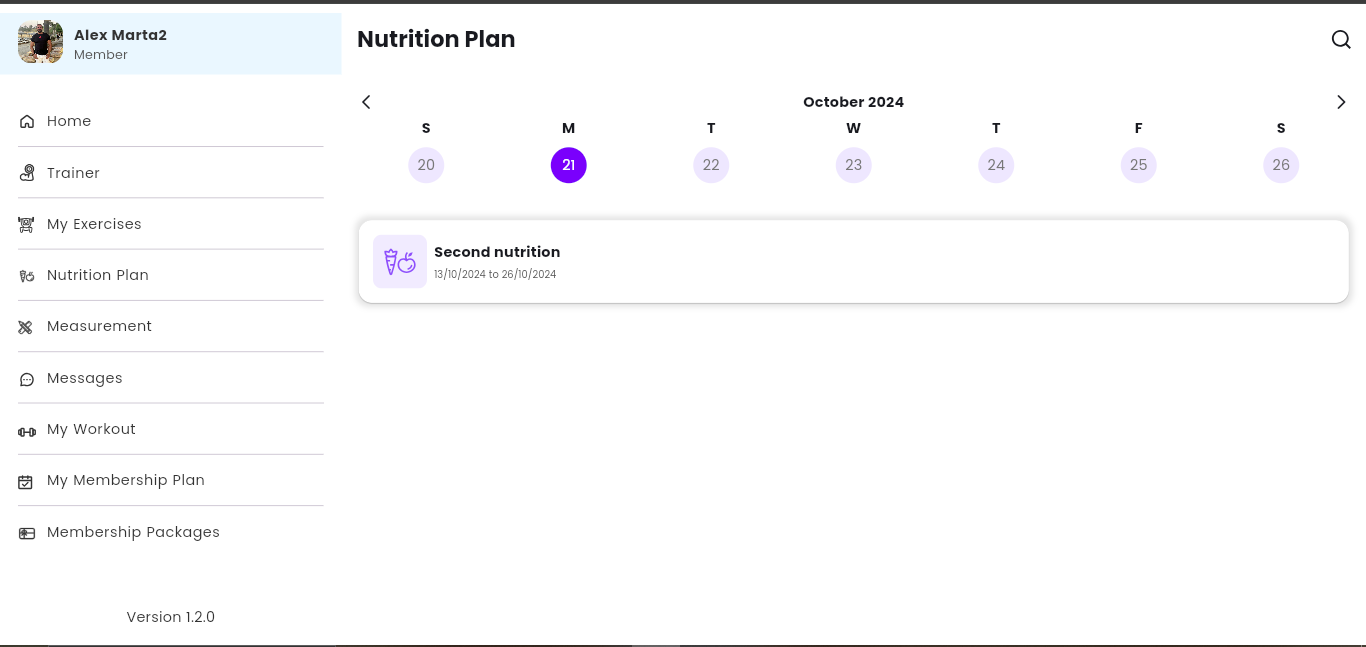 Alex Marta2
Member
Home
Trainer
My Exercises
Nutrition Plan
Measurement
Messages
My Workout
My Membership Plan
Membership Packages
Version 1.2.0
Nutrition Plan
October 2024
S M T W T F S
20 21 22 23 24 25 26
Second nutrition
13/10/2024 to 26/10/2024